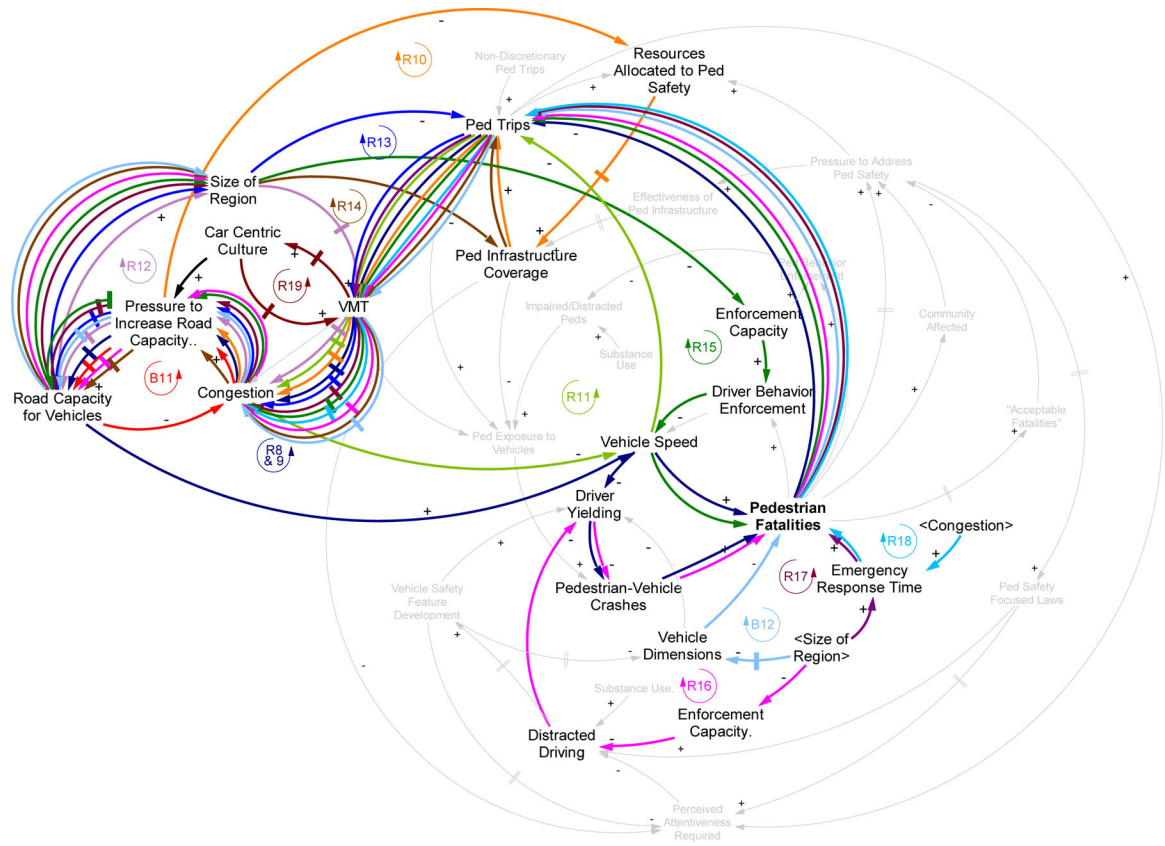 R10
Resources
Allocated to Ped
Safety
Non-Discretionary
Ped Trips
Ped Trips
R13
Pressure to Address
Ped Safety
Size of
Region
R14
Effectiveness of
Ped Infrastructure
Car Centric
Culture
R12
R19
Ped Infrastructure
Coverage
Pressure to
Increase Road
Capacity..
VMT
Impaired/Distracted
Peds
Enforcement
Capacity
Community
Affected
Substance
Use
R15
B11
Road Capacity
for Vehicles
Congestion
R11
Driver Behavior
Enforcement
"Acceptable
Fatalities"
Ped Exposure to
Vehicles
Vehicle Speed
R8
& 9
Driver
Yielding
Pedestrian
Fatalities
<Congestion>
R18
R17
Emergency
Response Time
Pedestrian-Vehicle
Crashes
Vehicle Safety
Feature
Development
Ped Safety
Focused Laws
B12
Vehicle
Dimensions
<Size of
Region>
R16
Substance Use.
Enforcement
Capacity.
Distracted
Driving
Perceived
Attentiveness
Required